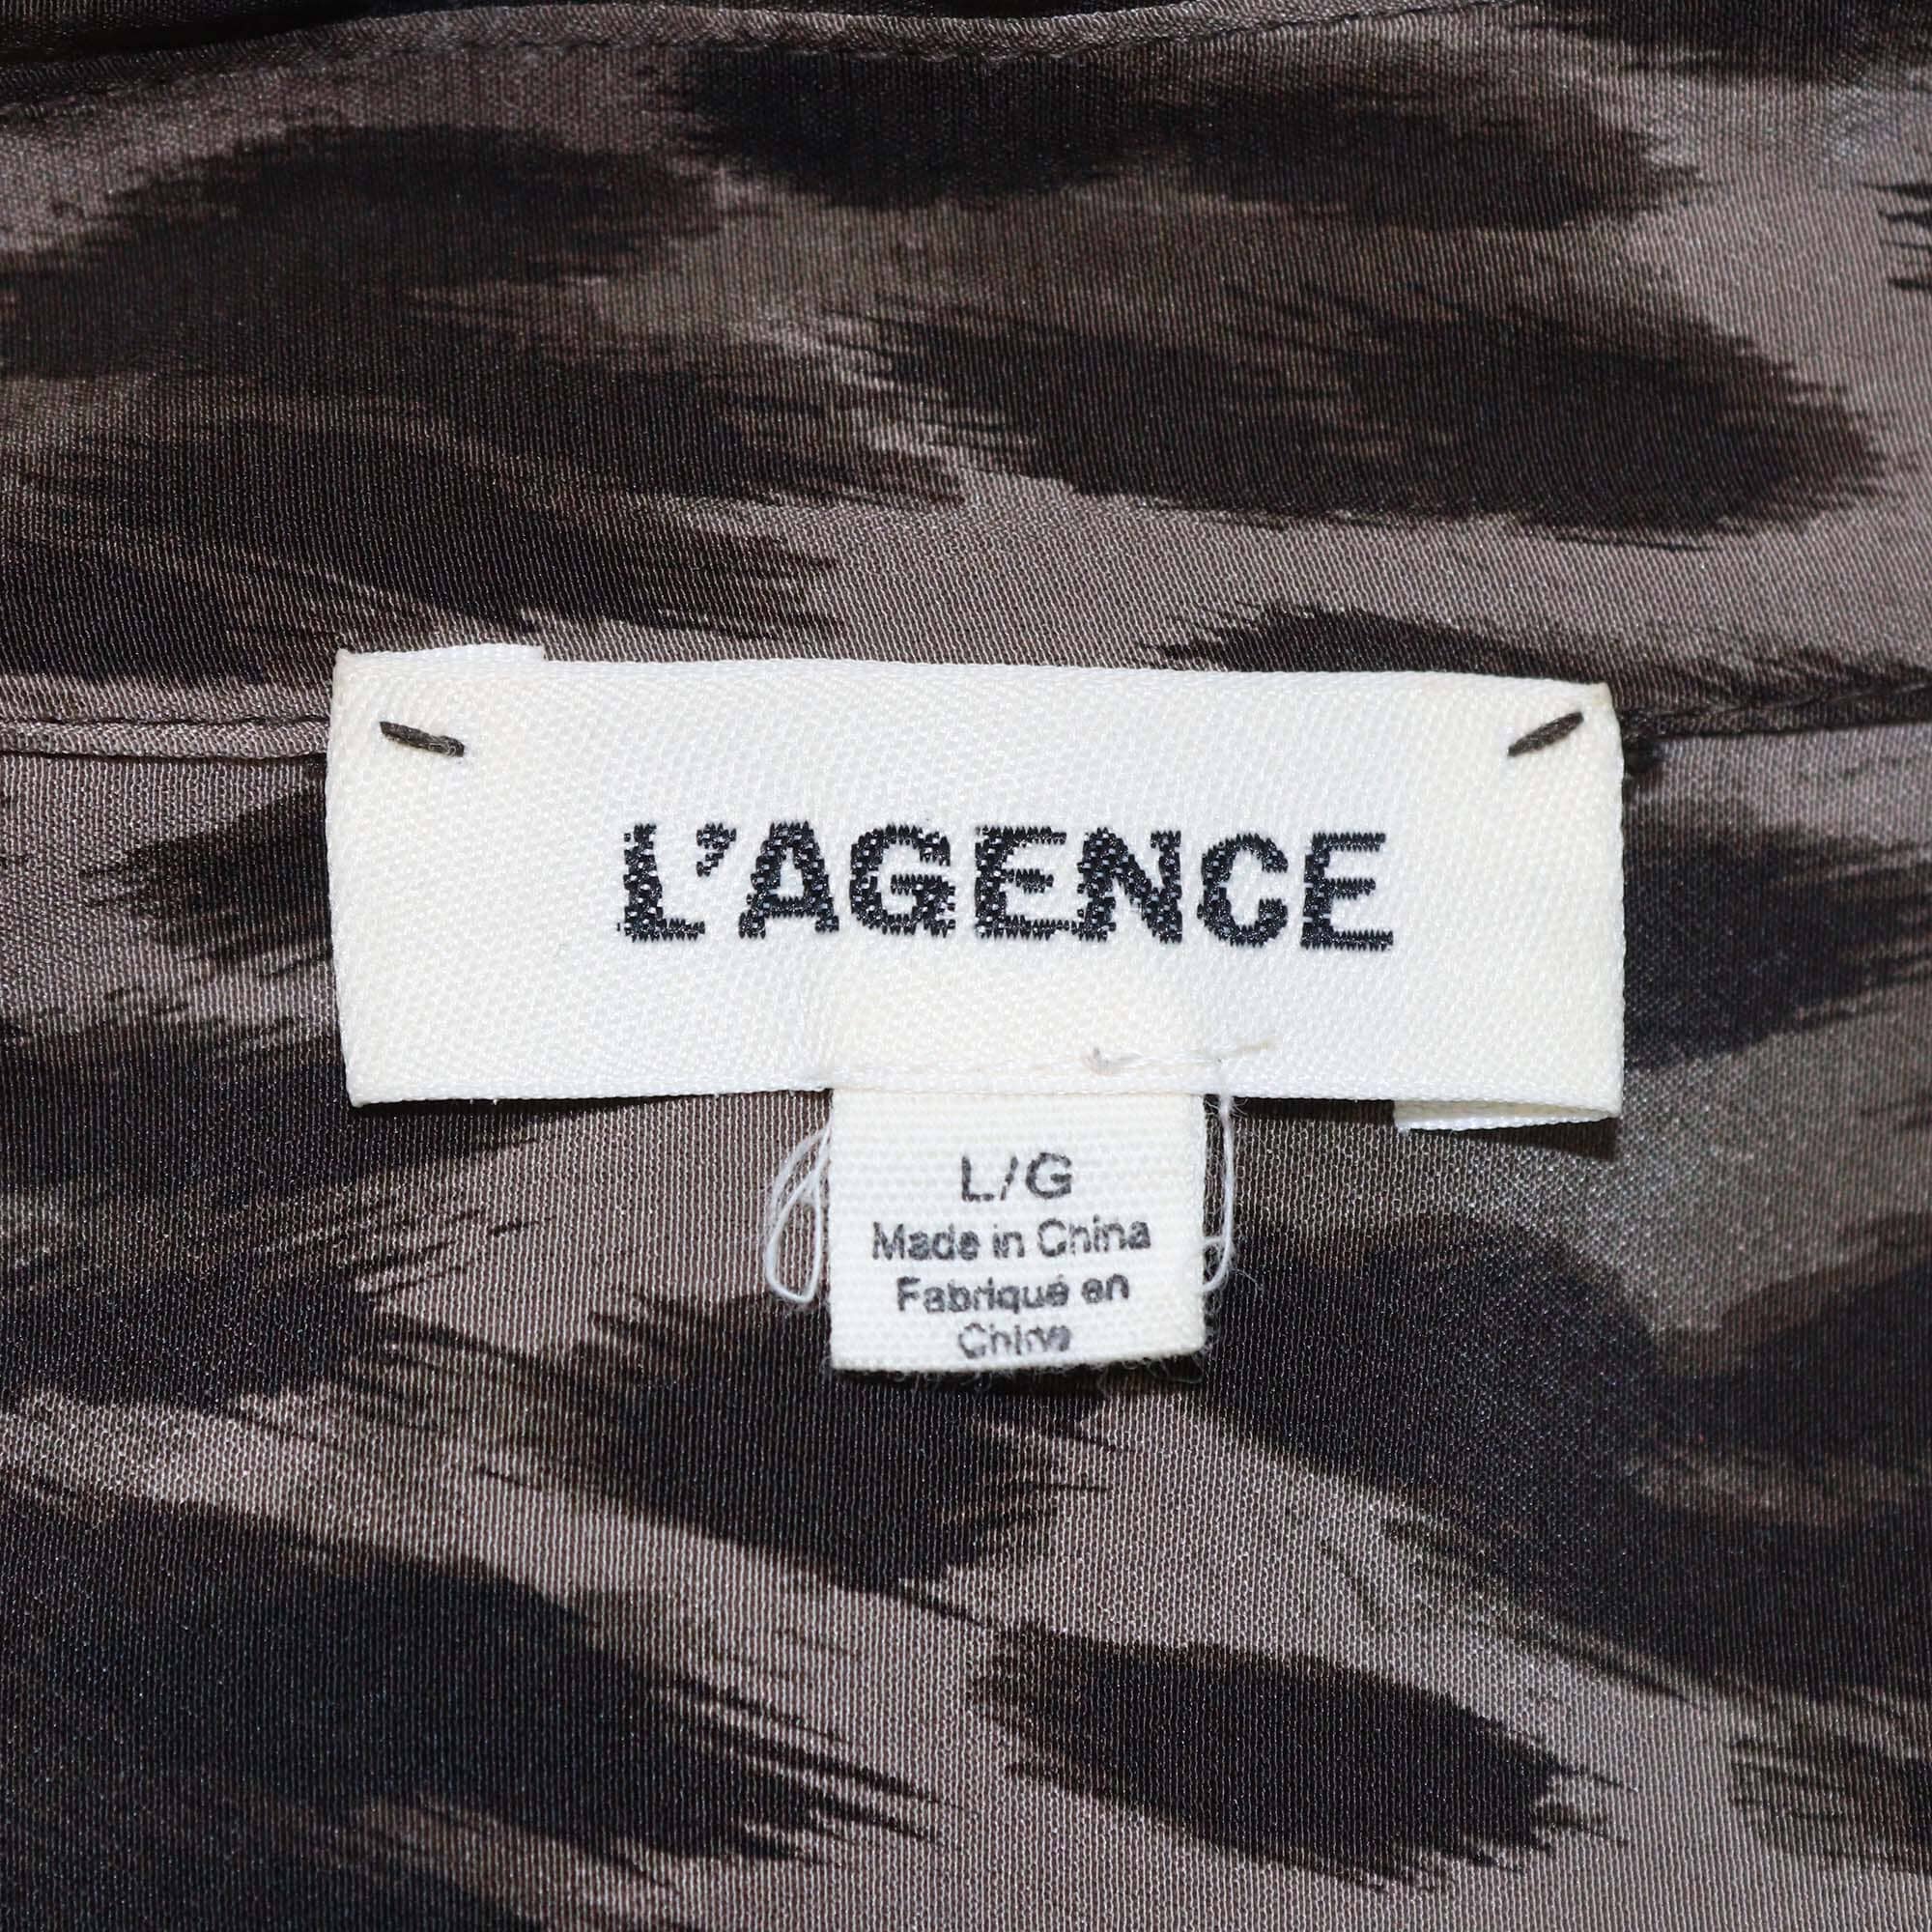 L'AGENCE
L/G
Made in China
Fabriqué en
Chine